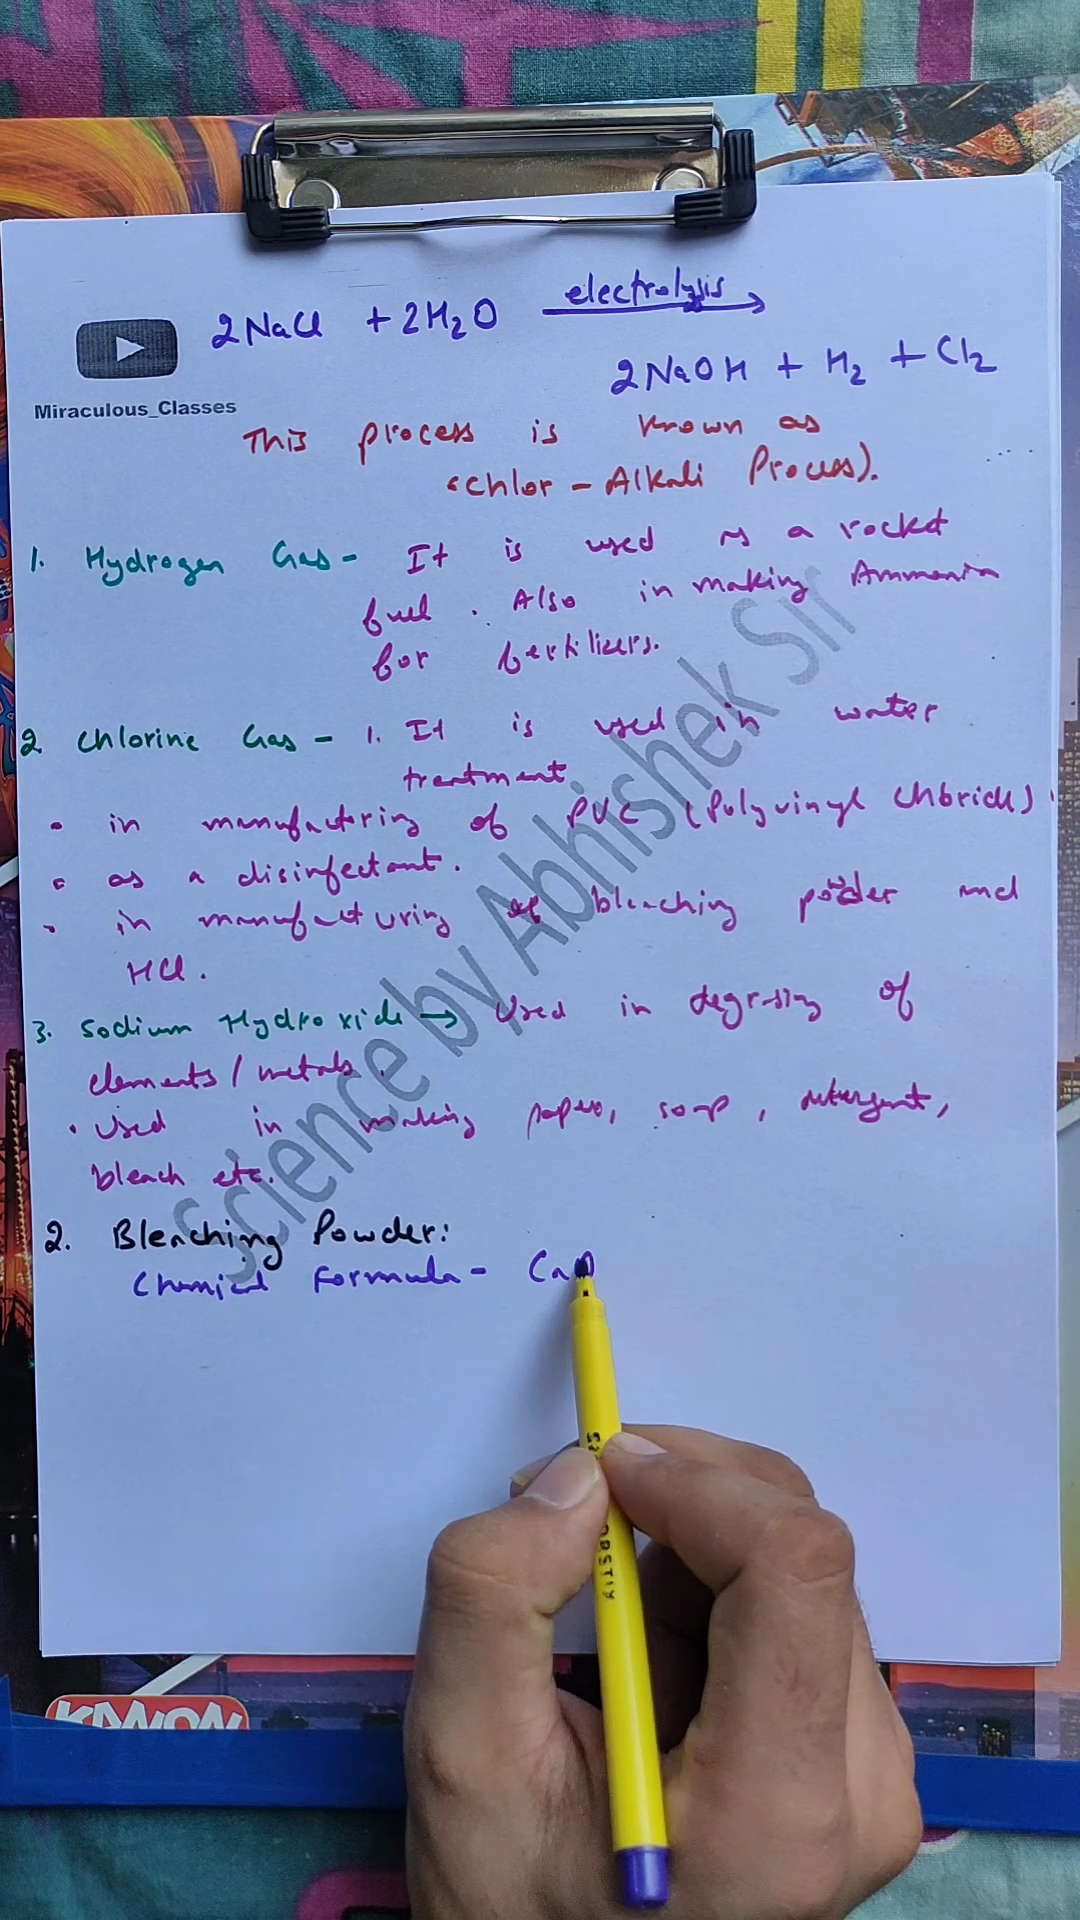 2NaCl + 2H₂O electrolysis
2NaOH + H₂ + Cl₂
Miraculous_Classes
This process is known as
(Chlor - Alkali Process).
1. Hydrogen Gas - It is used as a rocket
fuel. Also in making Ammonia
for fertilizers.
2 Chlorine Gas - 1. It is used in water
treatment
• in manufactoring of PVC (Polyvinyl Chloride)
• as a disinfectant.
• in manufacturing of bleaching powder and
HCl.
3. Sodium Hydroxide → Used in of
elements / metals.
• Used in making soap, detergent,
bleach etc.
2. Bleaching Powder:
Chemical Formula - CaO
Science by Abhishek Sir
KANON